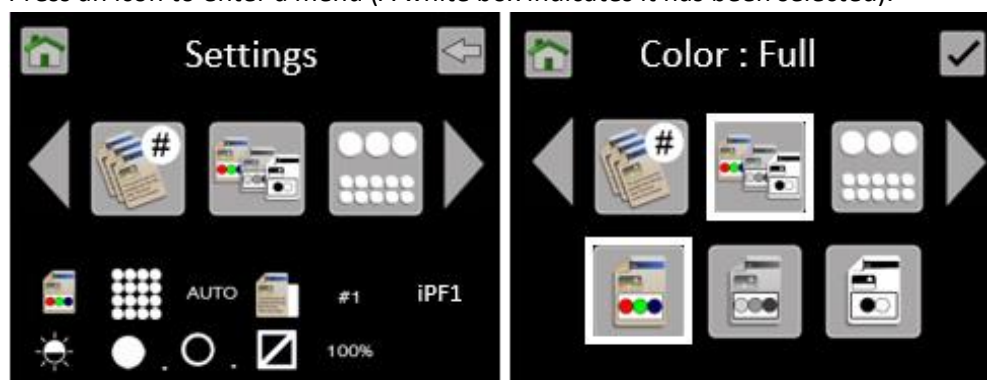 Press an icon to enter a menu (A white box indicates it has been selected).
Settings
#
AUTO
#1
iPF1
100%
Color : Full
#